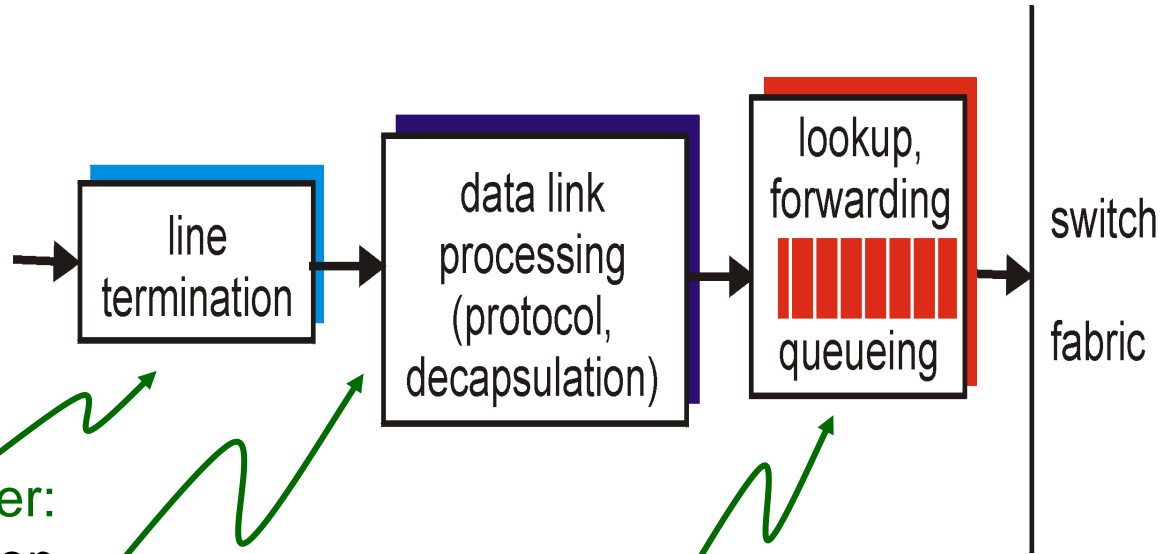 line
termination
data link
processing
(protocol,
decapsulation)
lookup,
forwarding
queueing
switch
fabric
er: